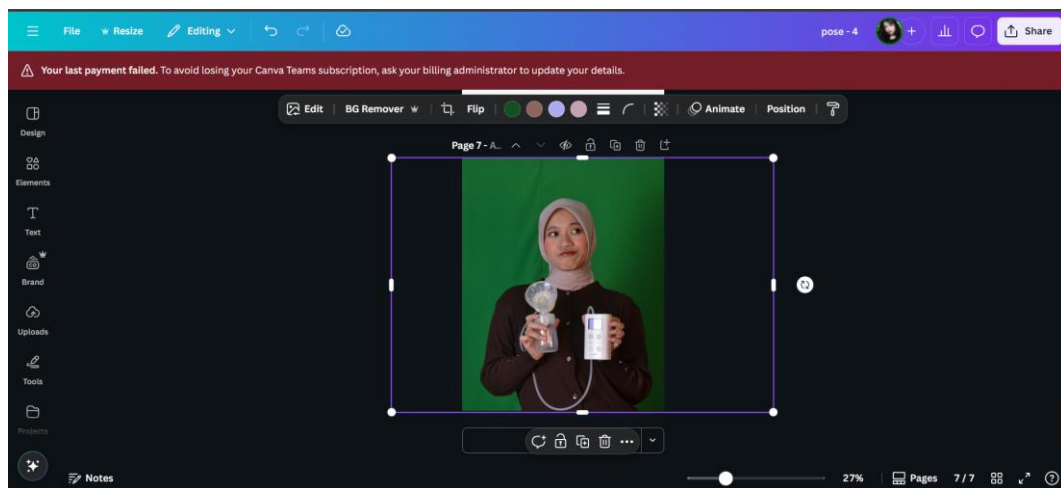 File Resize Editing pose - 4 Share
Your last payment failed. To avoid losing your Canva Teams subscription, ask your billing administrator to update your details.
Edit BG Remover Flip Animate Position
Design
Page 7 - A...
Elements
Text
Brand
Uploads
Tools
Projects
Notes 27% Pages 7/7